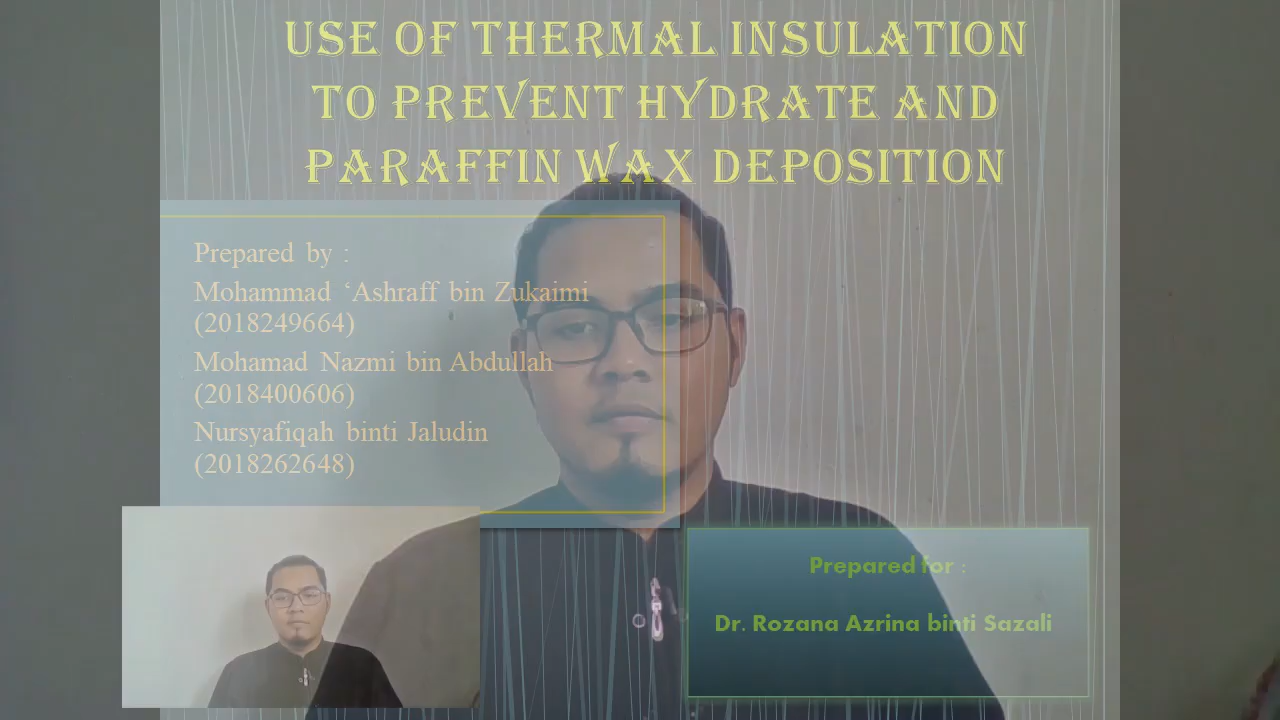 USE OF THERMAL INSULATION
TO PREVENT HYDRATE AND
PARAFFIN WAX DEPOSITION
Prepared by :
Mohammad ‘Ashraff bin Zukaimi
(2018249664)
Mohamad Nazmi bin Abdullah
(2018400606)
Nursyafiqah binti Jaludin
(2018262648)
Prepared for :
Dr. Rozana Azrina binti Sazali